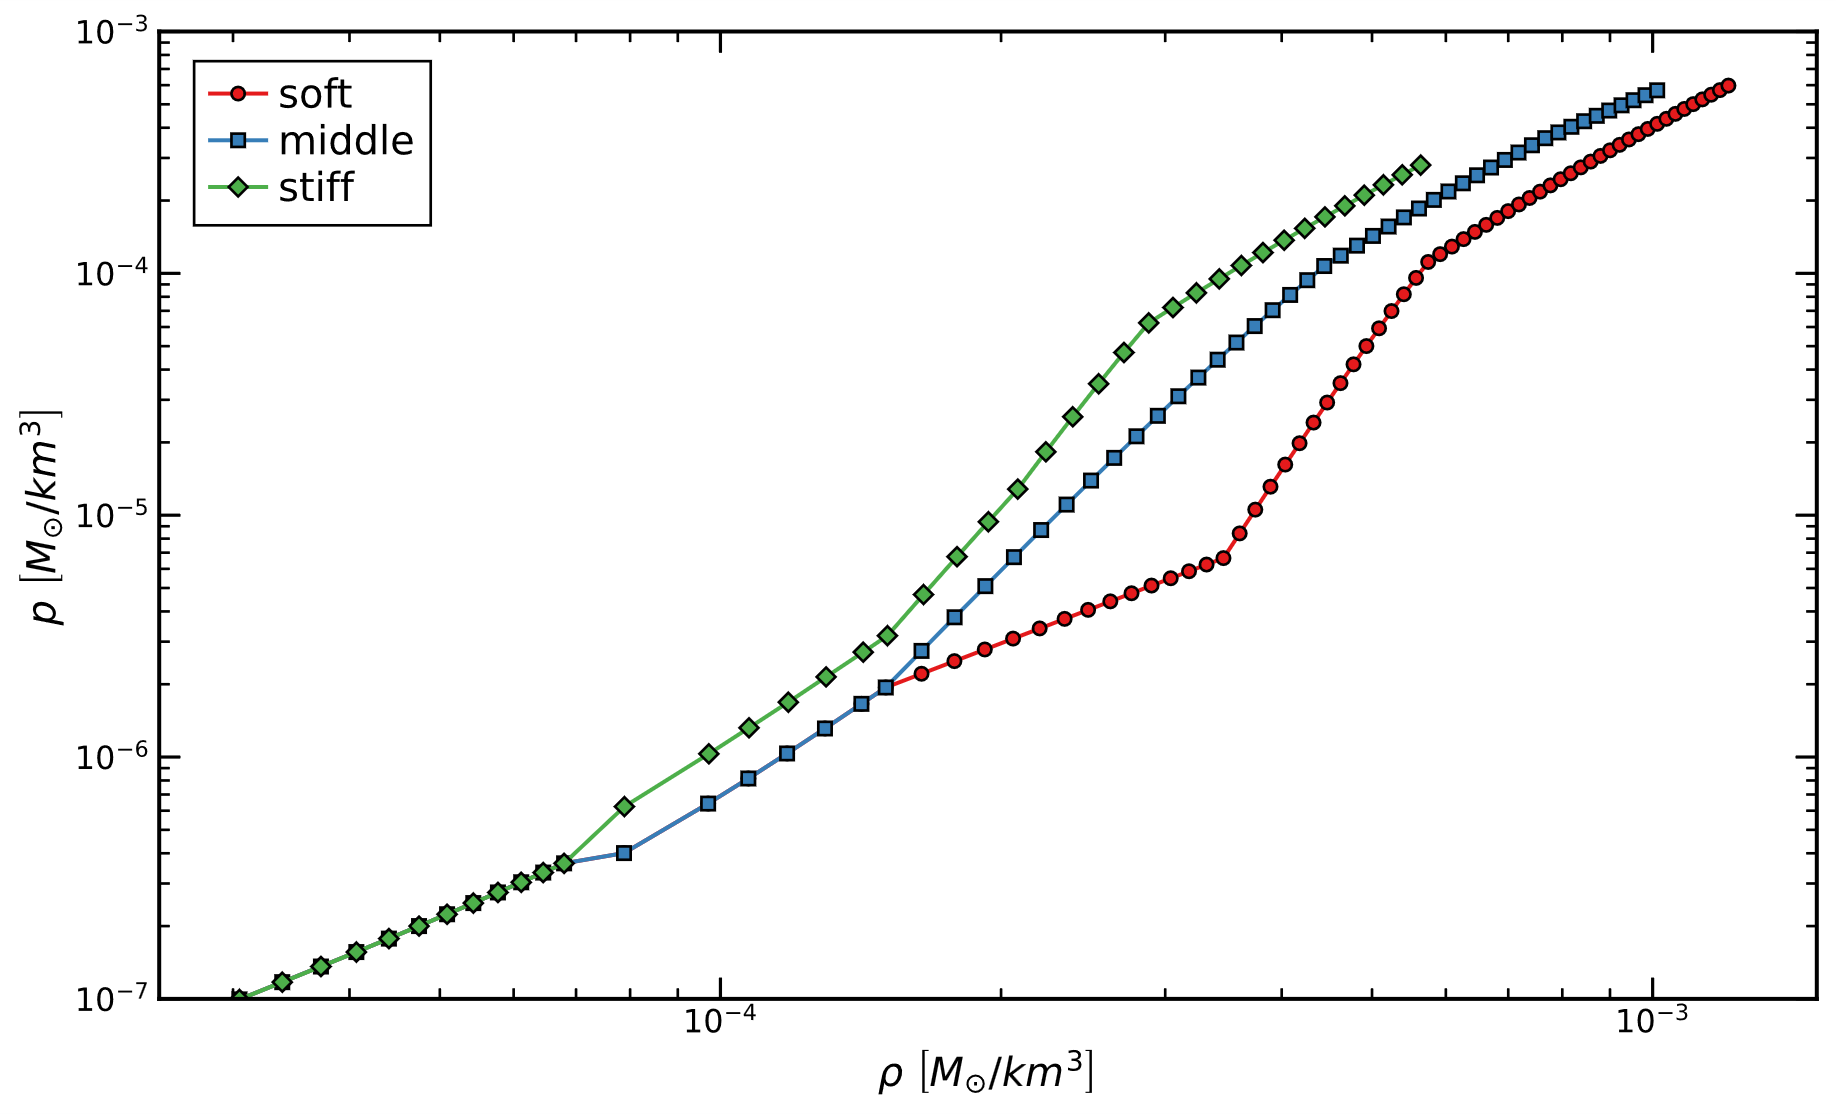 soft
middle
stiff
10⁻³
10⁻⁴
10⁻⁵
10⁻⁶
10⁻⁷
p [M⊙/km³]
10⁻⁴
10⁻³
ρ [M⊙/km³]